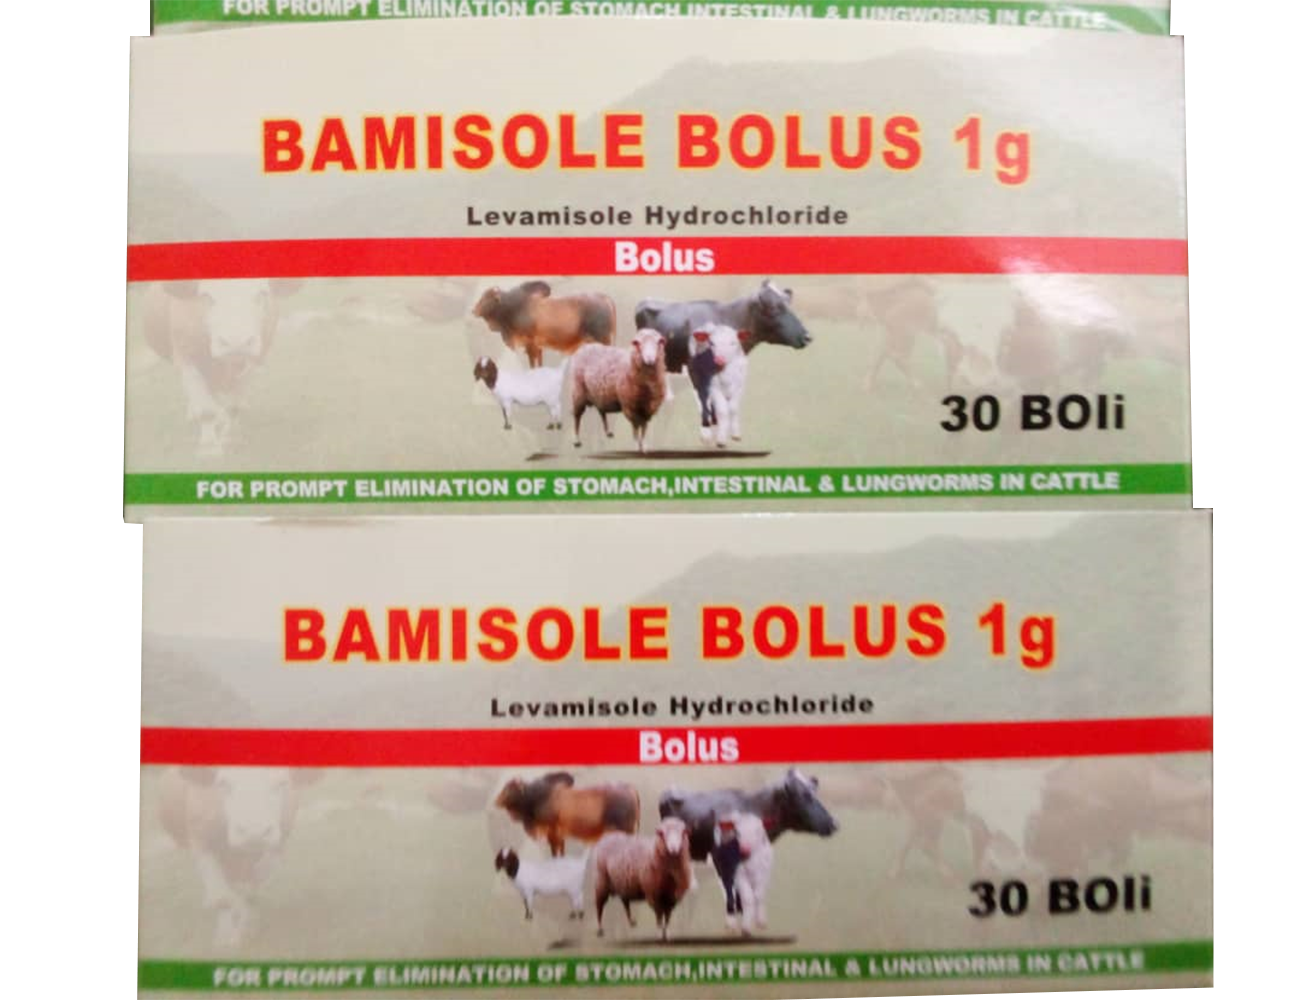 FOR PROMPT ELIMINATION OF STOMACH,INTESTINAL & LUNGWORMS IN CATTLE
BAMISOLE BOLUS 1g
Levamisole Hydrochloride
Bolus
30 BOli
FOR PROMPT ELIMINATION OF STOMACH,INTESTINAL & LUNGWORMS IN CATTLE
BAMISOLE BOLUS 1g
Levamisole Hydrochloride
Bolus
30 BOli
FOR PROMPT ELIMINATION OF STOMACH,INTESTINAL & LUNGWORMS IN CATTLE